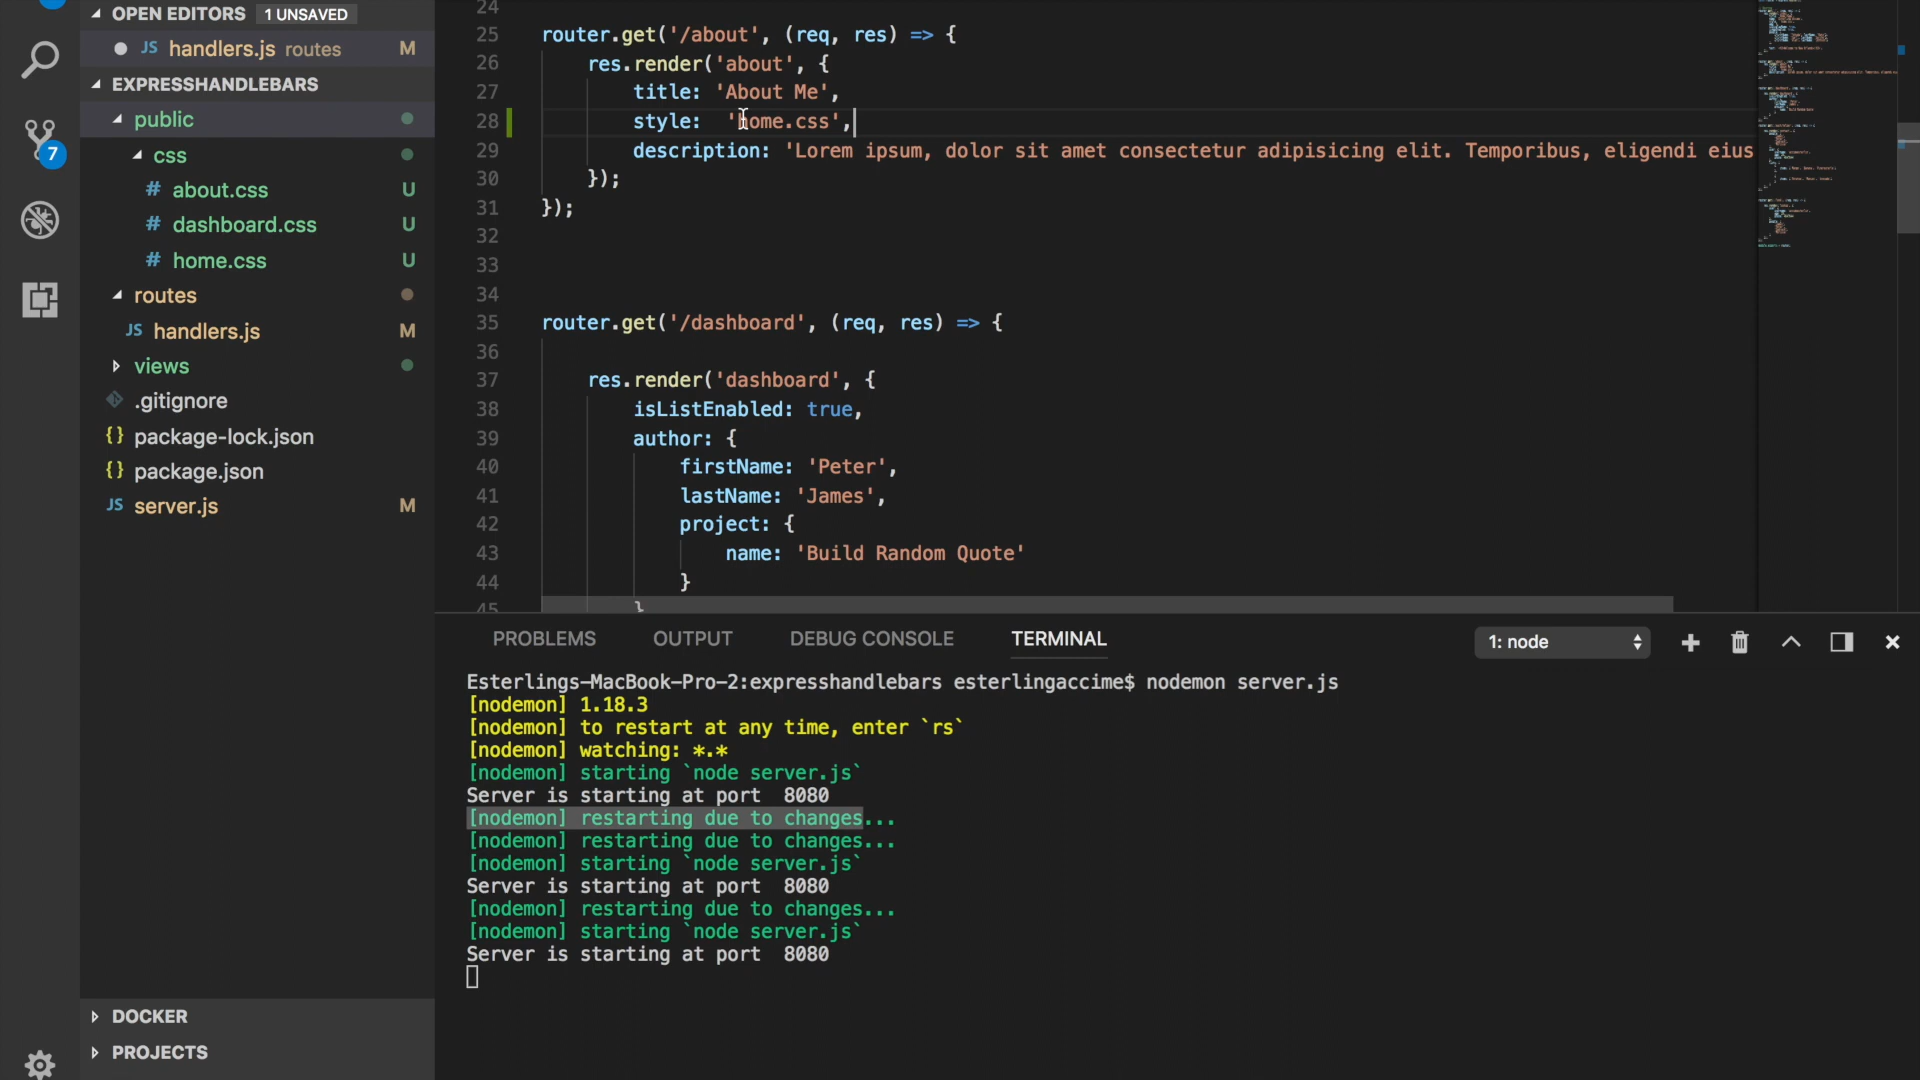 OPEN EDITORS 1 UNSAVED
JS handlers.js routes M
EXPRESSHANDLEBARS
public
css
# about.css U
# dashboard.css U
# home.css U
routes
JS handlers.js M
views
.gitignore
{} package-lock.json
{} package.json
JS server.js M
DOCKER
PROJECTS
7
24
25 router.get('/about', (req, res) => {
26 res.render('about', {
27 title: 'About Me',
28 style: 'home.css',
29 description: 'Lorem ipsum, dolor sit amet consectetur adipisicing elit. Temporibus, eligendi eius
30 });
31 });
32
33
34
35 router.get('/dashboard', (req, res) => {
36
37 res.render('dashboard', {
38 isListEnabled: true,
39 author: {
40 firstName: 'Peter',
41 lastName: 'James',
42 project: {
43 name: 'Build Random Quote'
44 }
45 }
PROBLEMS OUTPUT DEBUG CONSOLE TERMINAL 1: node
Esterlings-MacBook-Pro-2:expresshandlebars esterlingaccime$ nodemon server.js
[nodemon] 1.18.3
[nodemon] to restart at any time, enter `rs`
[nodemon] watching: *.*
[nodemon] starting `node server.js`
Server is starting at port  8080
[nodemon] restarting due to changes...
[nodemon] restarting due to changes...
[nodemon] starting `node server.js`
Server is starting at port  8080
[nodemon] restarting due to changes...
[nodemon] starting `node server.js`
Server is starting at port  8080